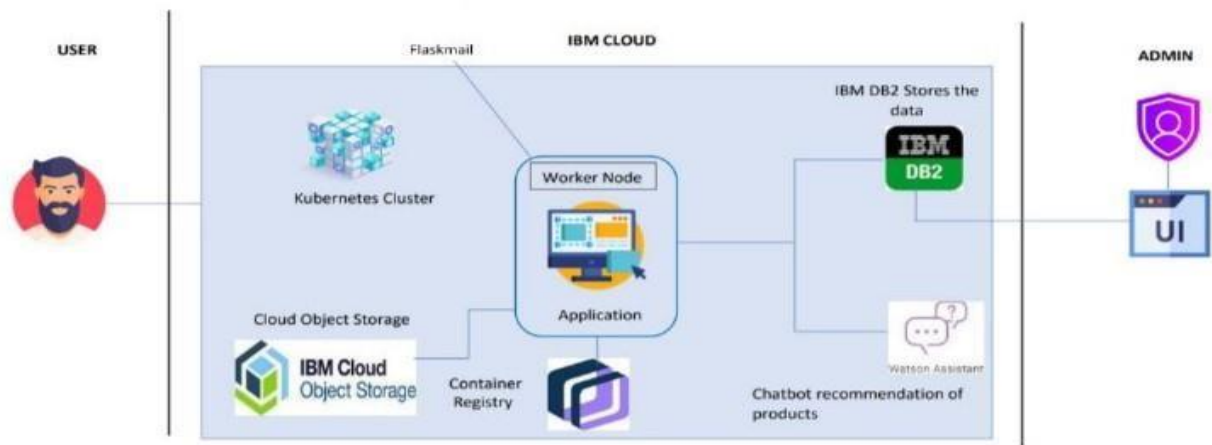 USER
Flaskmail
IBM CLOUD
ADMIN
IBM DB2 Stores the
data
IBM
DB2
Worker Node
Kubernetes Cluster
UI
Application
Cloud Object Storage
IBM Cloud
Object Storage
Container
Registry
?
Watson Assistant
Chatbot recommendation of
products